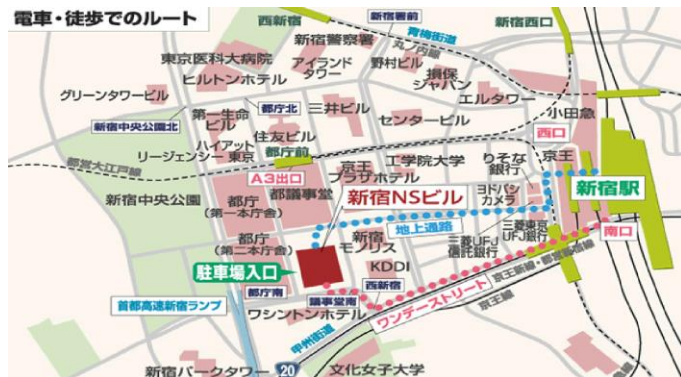 電車・徒歩でのルート
西新宿
新宿署前
青梅街道
丸ノ内線
新宿西口
東京医科大病院
新宿警察署
ヒルトンホテル
アイランド
タワー
野村ビル
損保
ジャパン
グリーンタワービル
エルタワー
小田急
都庁北
第一生命
ビル
三井ビル
新宿中央公園北
住友ビル
センタービル
西口
ハイアット
リージェンシー 東京
都庁前
京王
プラザホテル
工学院大学
りそな
銀行
京王
都営大江戸線
A3出口
新宿駅
新宿中央公園
都庁
(第一本庁舎)
都議事堂
新宿NSビル
ヨドバシ
カメラ
地上通路
南口
都庁
(第二本庁舎)
新宿
モノリス
三菱UFJ
信託銀行
三菱東京
UFJ銀行
駐車場入口
KDDI
京王新線・都営新宿線
西新宿
都庁南
議事堂南
ワンデーストリート
京王線
首都高速新宿ランプ
ワシントンホテル
甲州街道
20
新宿パークタワー
文化女子大学